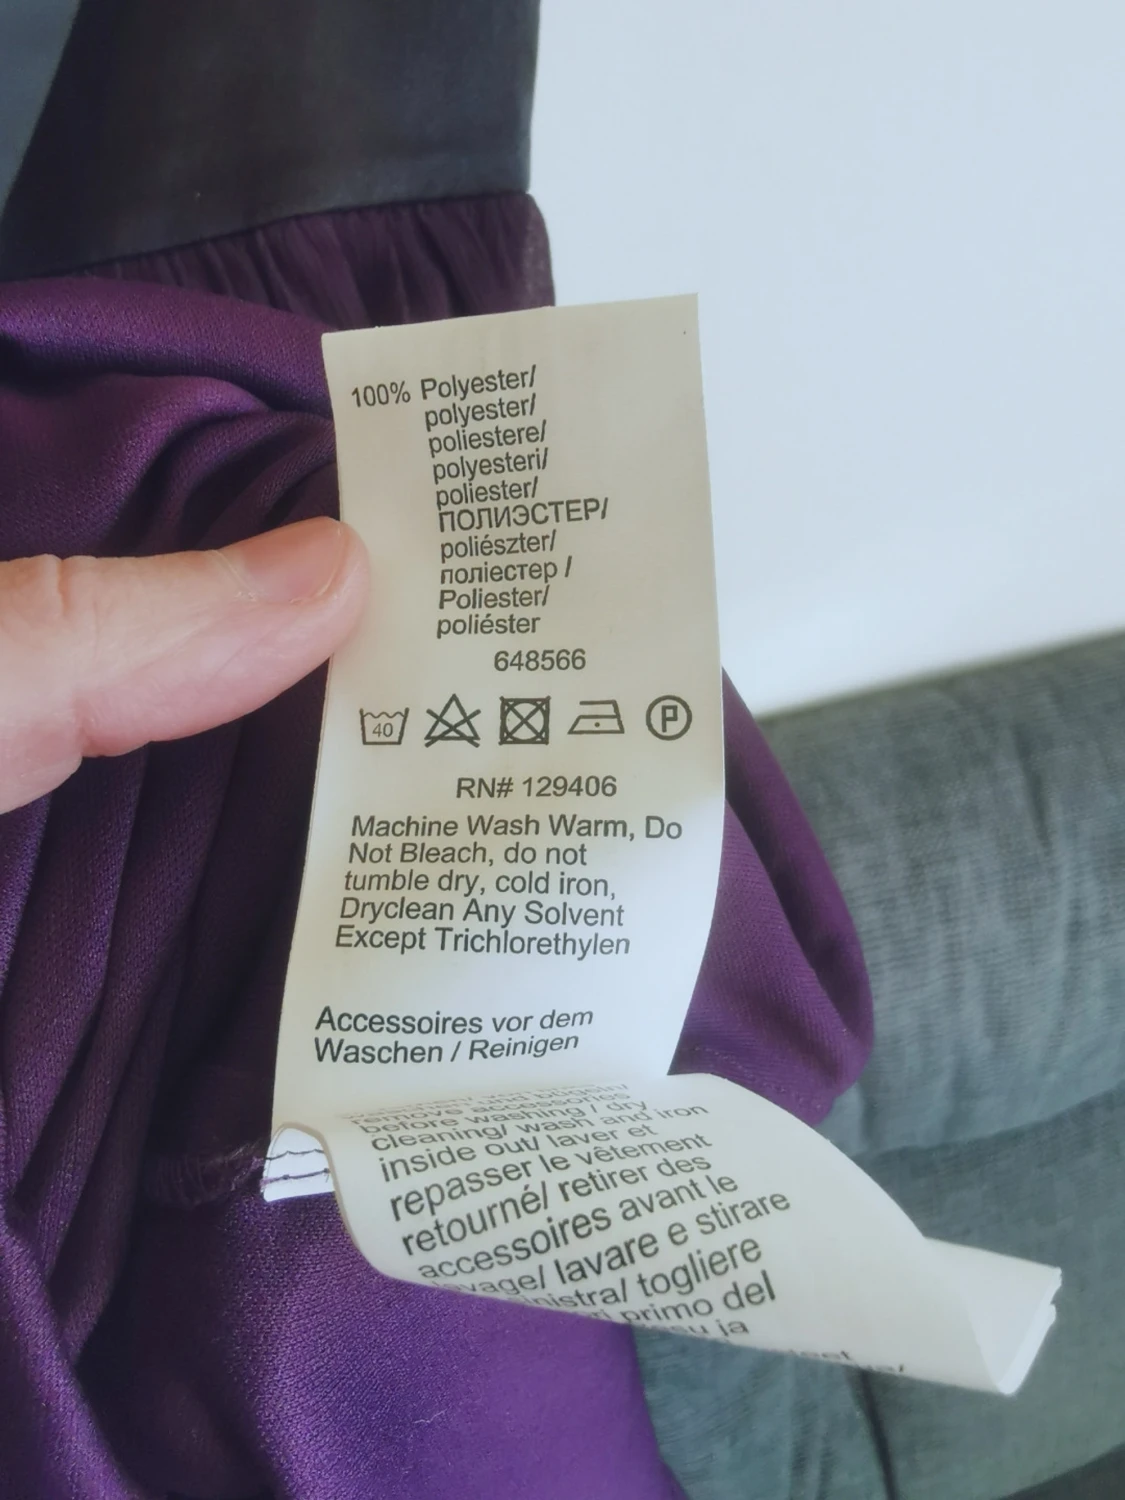 100% Polyester/
polyester/
poliestere/
polyesteri/
poliester/
ПОЛИЭСТЕР/
poliészter/
поліестер /
Poliester/
poliéster
648566
40
P
RN# 129406
Machine Wash Warm, Do
Not Bleach, do not
tumble dry, cold iron,
Dryclean Any Solvent
Except Trichlorethylen
Accessoires vor dem
Waschen / Reinigen
remove accessories
before washing / dry
cleaning/ wash and iron
inside out/ laver et
repasser le vêtement
retourné/ retirer des
accessoires avant le
lavare e stirare
togliere
primo del
ja